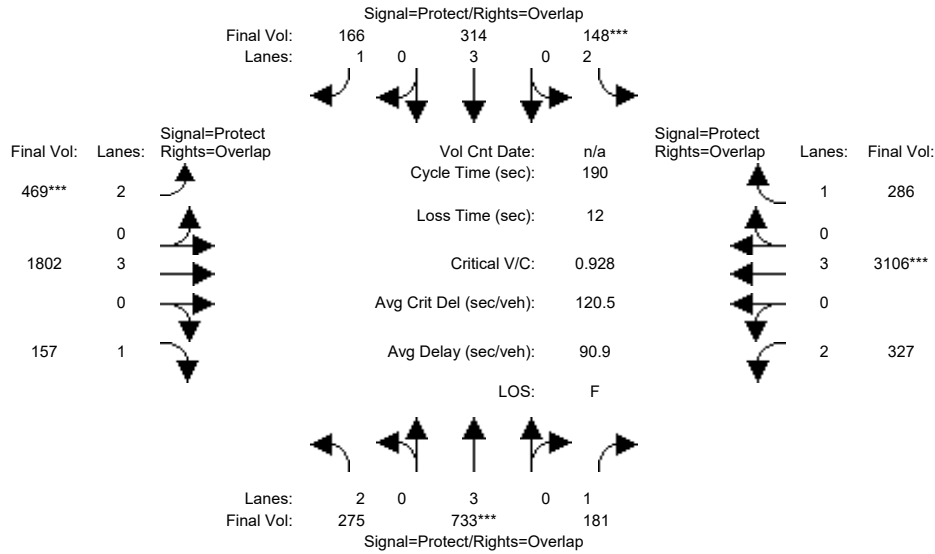 Signal=Protect/Rights=Overlap
Final Vol: 166 314 148***
Lanes: 1 0 3 0 2
Signal=Protect Signal=Protect
Final Vol: Lanes: Rights=Overlap Vol Cnt Date: n/a Rights=Overlap Lanes: Final Vol:
Cycle Time (sec): 190
469*** 2 1 286
Loss Time (sec): 12
0 0
1802 3 Critical V/C: 0.928 3 3106***
0 Avg Crit Del (sec/veh): 120.5 0
157 1 Avg Delay (sec/veh): 90.9 2 327
LOS: F
Lanes: 2 0 3 0 1
Final Vol: 275 733*** 181
Signal=Protect/Rights=Overlap